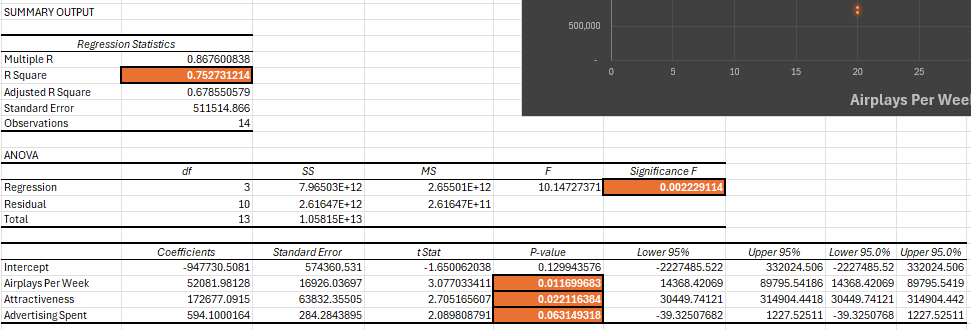 SUMMARY OUTPUT
Regression Statistics
Multiple R 0.867600838
R Square 0.752731214
Adjusted R Square 0.678550579
Standard Error 511514.866
Observations 14
500,000
-
0 5 10 15 20 25
Airplays Per Week
ANOVA
df SS MS F Significance F
Regression 3 7.96503E+12 2.65501E+12 10.14727371 0.002229114
Residual 10 2.61647E+12 2.61647E+11
Total 13 1.05815E+13
Coefficients Standard Error t Stat P-value Lower 95% Upper 95% Lower 95.0% Upper 95.0%
Intercept -947730.5081 574360.531 -1.650062038 0.129943576 -2227485.522 332024.506 -2227485.52 332024.506
Airplays Per Week 52081.98128 16926.03697 3.077033411 0.011699683 14368.42069 89795.54186 14368.42069 89795.5419
Attractiveness 172677.0915 63832.35505 2.705165607 0.022116384 30449.74121 314904.4418 30449.74121 314904.442
Advertising Spent 594.1000164 284.2843895 2.089808791 0.063149318 -39.32507682 1227.52511 -39.3250768 1227.52511